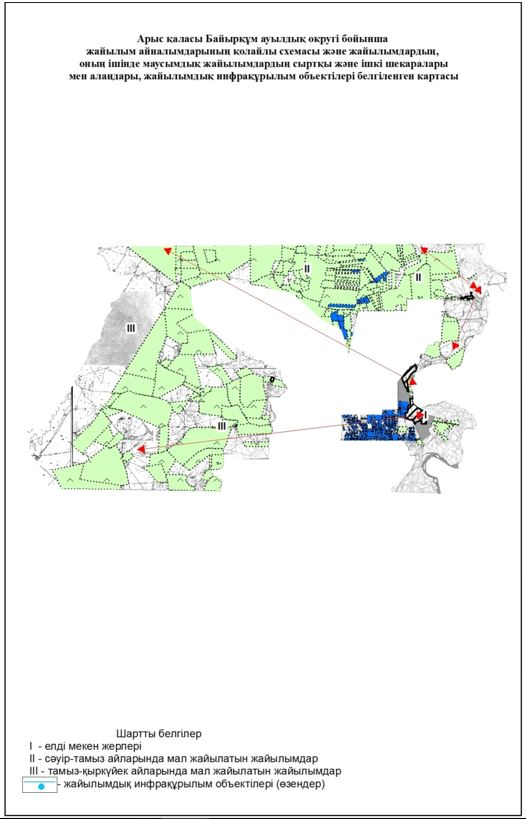 Арыс қаласы Байырқұм ауылдық округі бойынша
жайылым айналымдарының қолайлы схемасы және жайылымдардың,
оның ішінде маусымдық жайылымдардың сыртқы және ішкі шекаралары
мен алаңдары, жайылымдық инфрақұрылым объектілері белгіленген картасы
II
II
III
I
III
Шартты белгілер
I - елді мекен жерлері
II - сәуір-тамыз айларында мал жайылатын жайылымдар
III - тамыз-қыркүйек айларында мал жайылатын жайылымдар
- жайылымдық инфрақұрылым объектілері (өзендер)